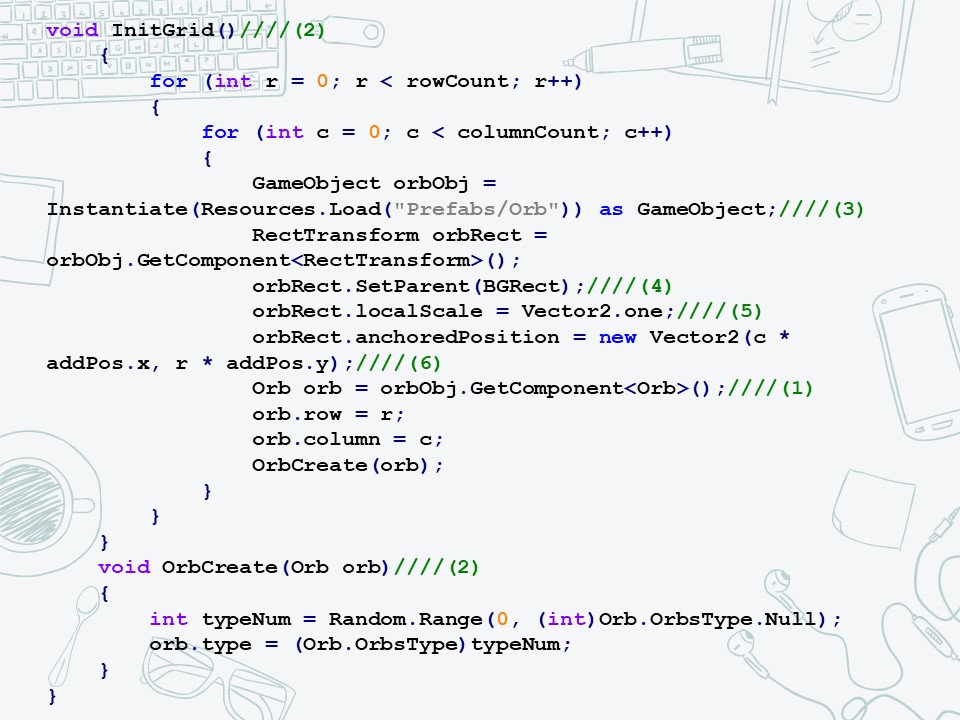 void InitGrid()////(2)
{
for (int r = 0; r < rowCount; r++)
{
for (int c = 0; c < columnCount; c++)
{
GameObject orbObj =
Instantiate(Resources.Load("Prefabs/Orb")) as GameObject;////(3)
RectTransform orbRect =
orbObj.GetComponent<RectTransform>();
orbRect.SetParent(BGRect);////(4)
orbRect.localScale = Vector2.one;////(5)
orbRect.anchoredPosition = new Vector2(c *
addPos.x, r * addPos.y);////(6)
Orb orb = orbObj.GetComponent<Orb>();////(1)
orb.row = r;
orb.column = c;
OrbCreate(orb);
}
}
}
void OrbCreate(Orb orb)////(2)
{
int typeNum = Random.Range(0, (int)Orb.OrbsType.Null);
orb.type = (Orb.OrbsType)typeNum;
}
}